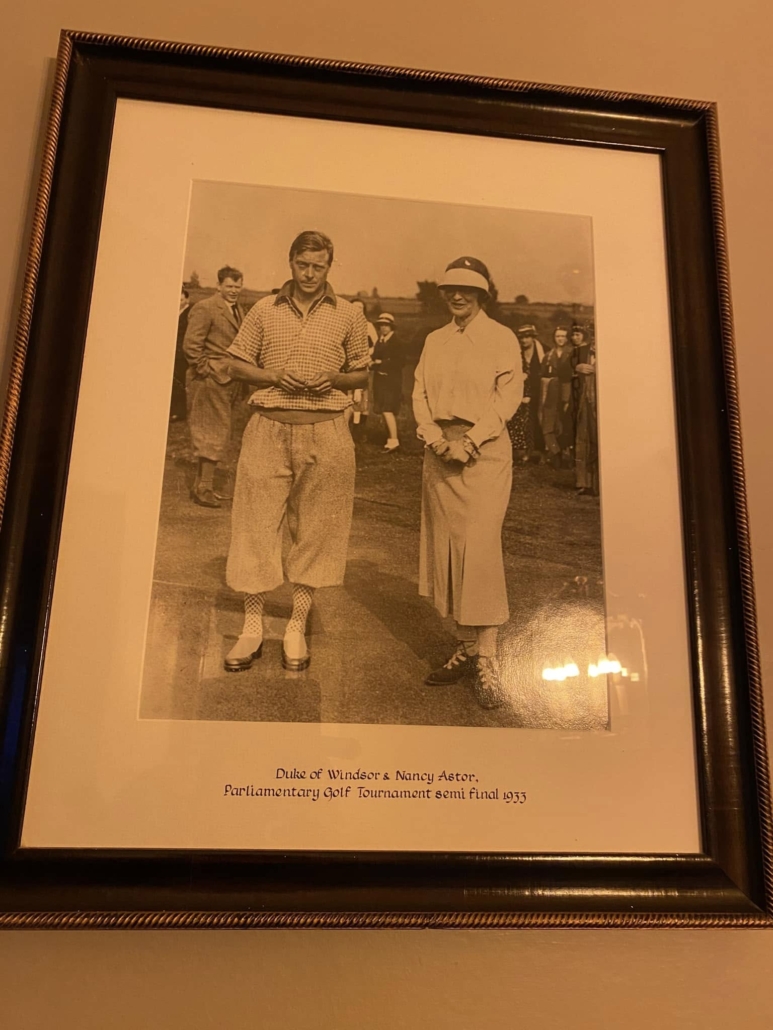 Duke of Windsor & Nancy Astor,
Parliamentary Golf Tournament semi final 1933